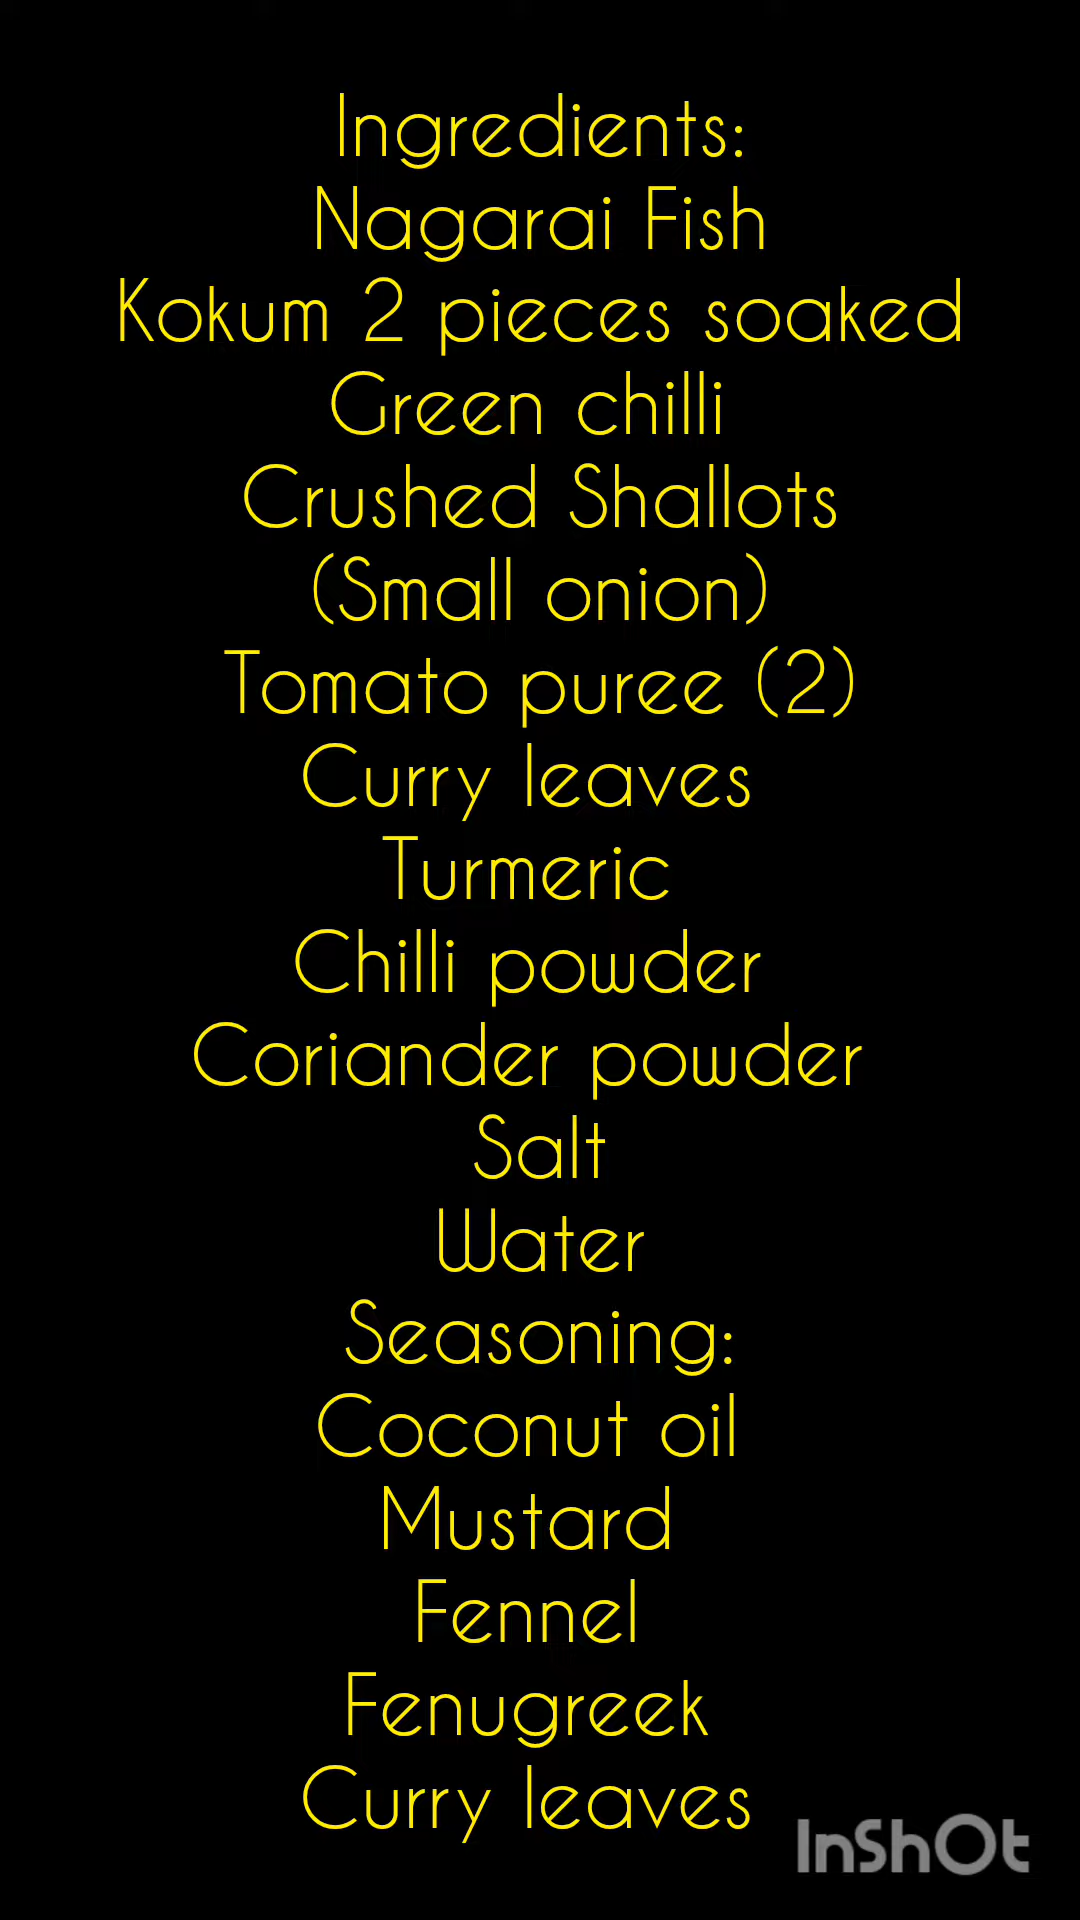 Ingredients:
Nagarai Fish
Kokum 2 pieces soaked
Green chilli
Crushed Shallots
(Small onion)
Tomato puree (2)
Curry leaves
Turmeric
Chilli powder
Coriander powder
Salt
Water
Seasoning:
Coconut oil
Mustard
Fennel
Fenugreek
Curry leaves
InShOt